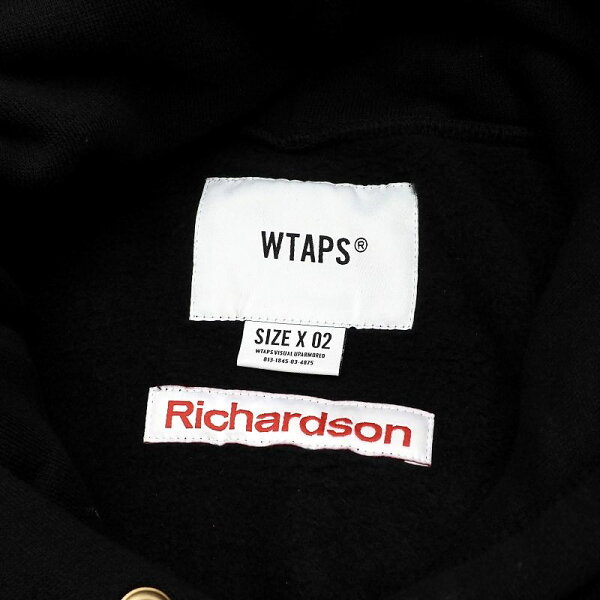 WTAPS®
SIZE X 02
WTAPS VISUAL UPARMORED
Richardson